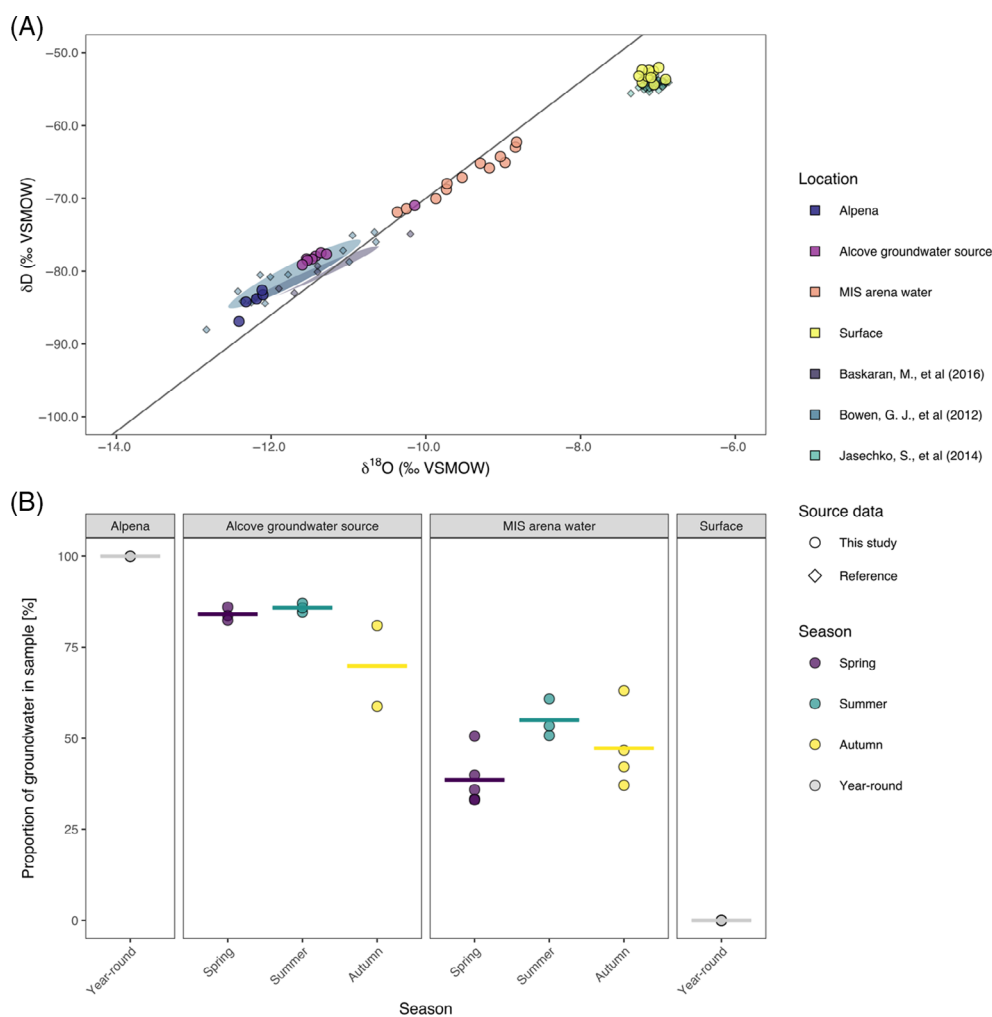 (A)
−50.0
−60.0
−70.0
−80.0
−90.0
−100.0
δD (‰ VSMOW)
−14.0 −12.0 −10.0 −8.0 −6.0
δ¹⁸O (‰ VSMOW)
Location
Alpena
Alcove groundwater source
MIS arena water
Surface
Baskaran, M., et al (2016)
Bowen, G. J., et al (2012)
Jasechko, S., et al (2014)
Source data
This study
Reference
Season
Spring
Summer
Autumn
Year-round
(B)
Alpena Alcove groundwater source MIS arena water Surface
100
75
50
25
0
Proportion of groundwater in sample [%]
Year-round Spring Summer Autumn Spring Summer Autumn Year-round
Season